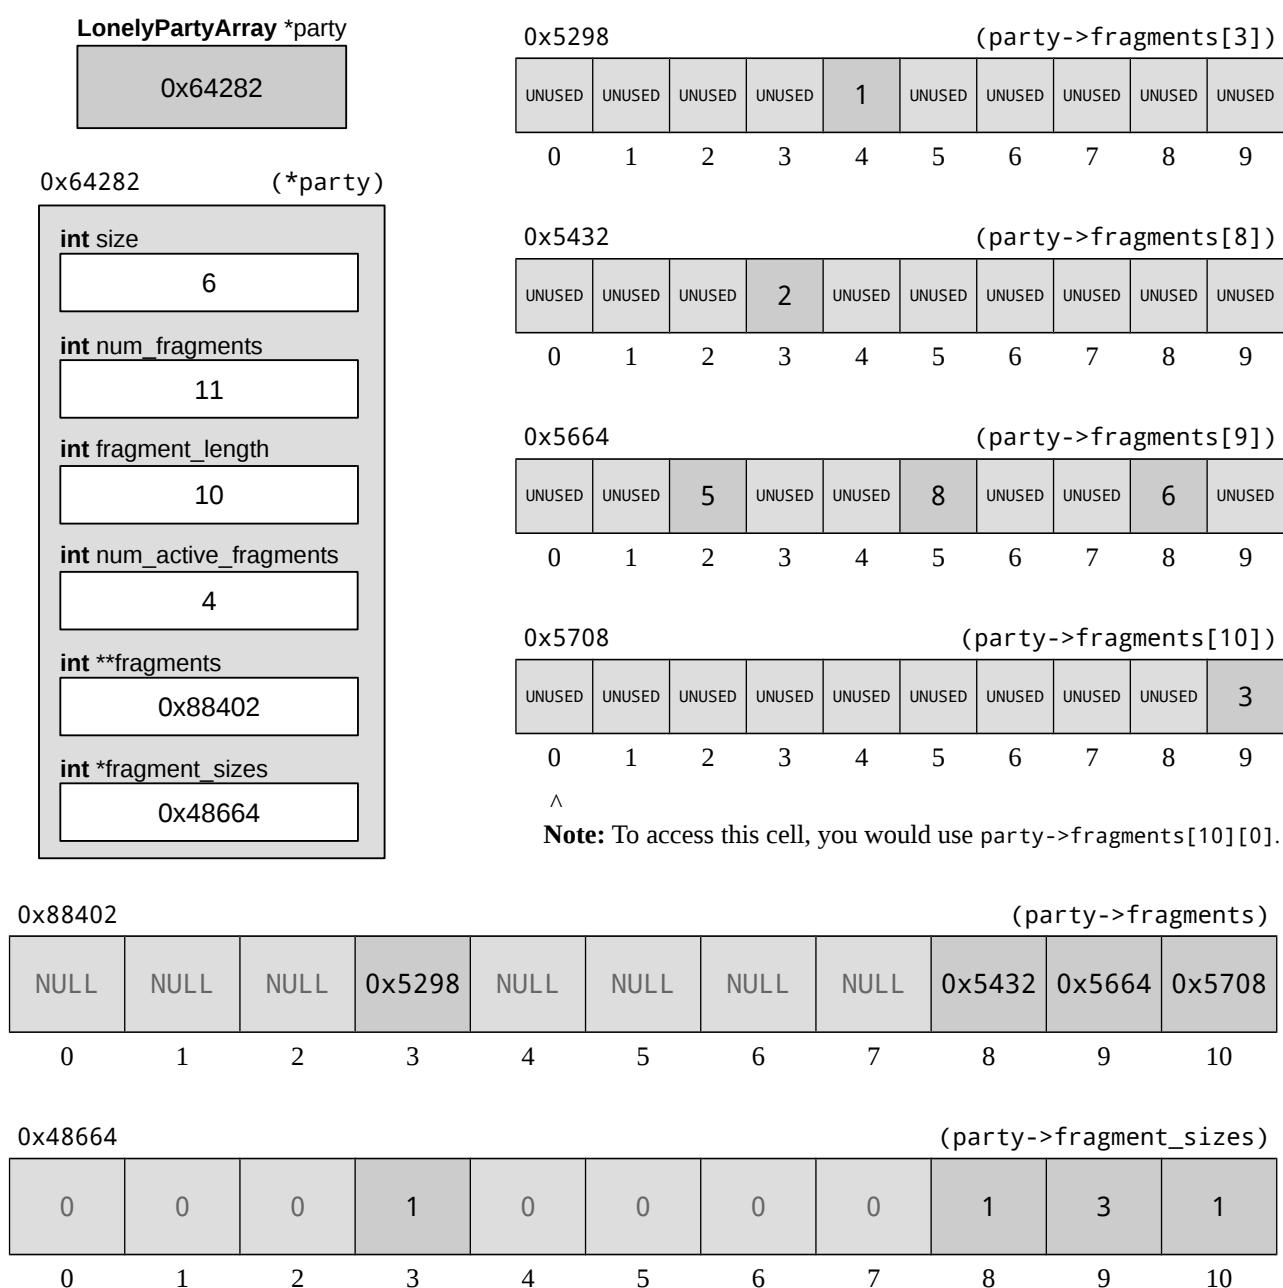 LonelyPartyArray *party
0x64282
0x64282 (*party)
int size
6
int num_fragments
11
int fragment_length
10
int num_active_fragments
4
int **fragments
0x88402
int *fragment_sizes
0x48664
0x5298 (party->fragments[3])
UNUSED UNUSED UNUSED UNUSED 1 UNUSED UNUSED UNUSED UNUSED UNUSED
0 1 2 3 4 5 6 7 8 9
0x5432 (party->fragments[8])
UNUSED UNUSED UNUSED 2 UNUSED UNUSED UNUSED UNUSED UNUSED UNUSED
0 1 2 3 4 5 6 7 8 9
0x5664 (party->fragments[9])
UNUSED UNUSED 5 UNUSED UNUSED 8 UNUSED UNUSED 6 UNUSED
0 1 2 3 4 5 6 7 8 9
0x5708 (party->fragments[10])
UNUSED UNUSED UNUSED UNUSED UNUSED UNUSED UNUSED UNUSED UNUSED 3
0 1 2 3 4 5 6 7 8 9
^
Note: To access this cell, you would use party->fragments[10][0].
0x88402 (party->fragments)
NULL NULL NULL 0x5298 NULL NULL NULL NULL 0x5432 0x5664 0x5708
0 1 2 3 4 5 6 7 8 9 10
0x48664 (party->fragment_sizes)
0 0 0 1 0 0 0 0 1 3 1
0 1 2 3 4 5 6 7 8 9 10